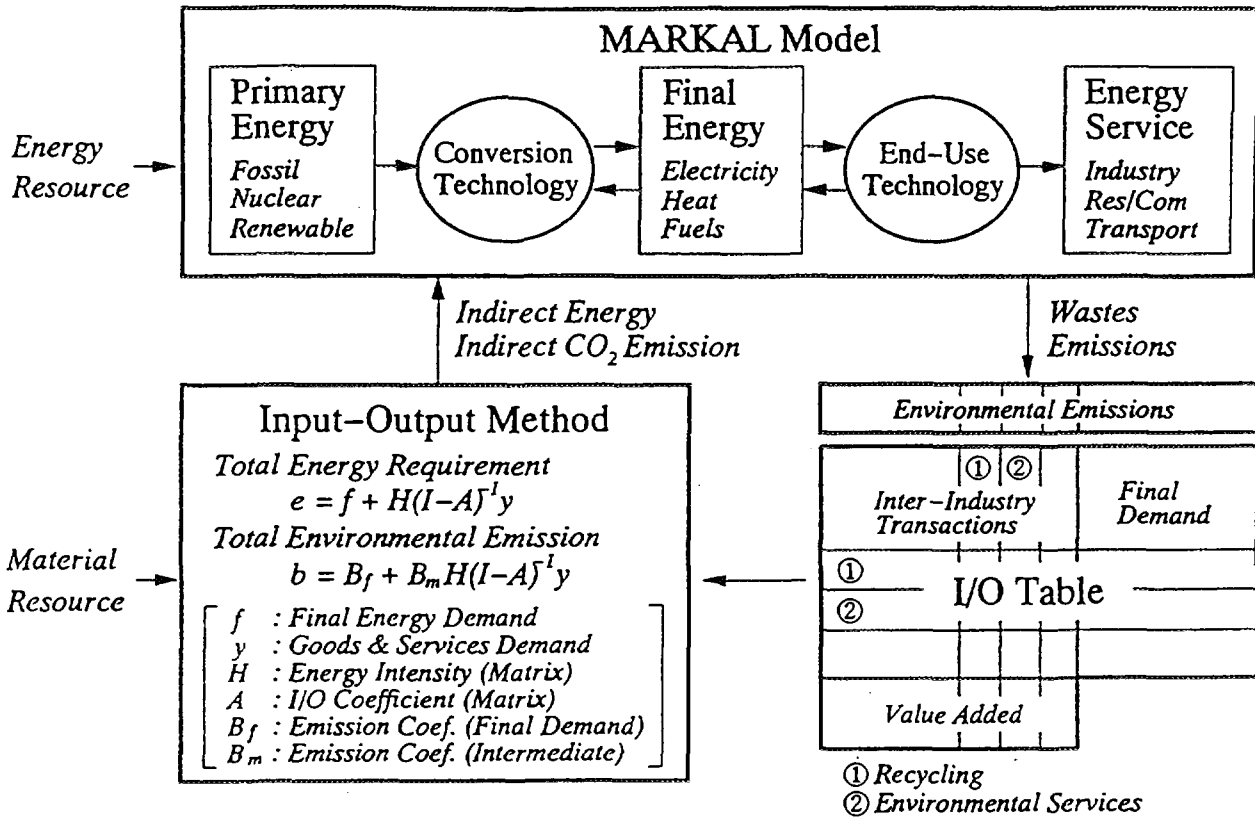 MARKAL Model
Energy
Resource
Primary
Energy
Fossil
Nuclear
Renewable
Conversion
Technology
Final
Energy
Electricity
Heat
Fuels
End-Use
Technology
Energy
Service
Industry
Res/Com
Transport
Indirect Energy
Indirect CO₂ Emission
Wastes
Emissions
Material
Resource
Input-Output Method
Total Energy Requirement
e = f + H(I-A)⁻¹y
Total Environmental Emission
b = B_f + B_m H(I-A)⁻¹y
f : Final Energy Demand
y : Goods & Services Demand
H : Energy Intensity (Matrix)
A : I/O Coefficient (Matrix)
B_f : Emission Coef. (Final Demand)
B_m : Emission Coef. (Intermediate)
Environmental Emissions
① ②
Inter-Industry
Transactions
Final
Demand
①
I/O Table
②
Value Added
① Recycling
② Environmental Services